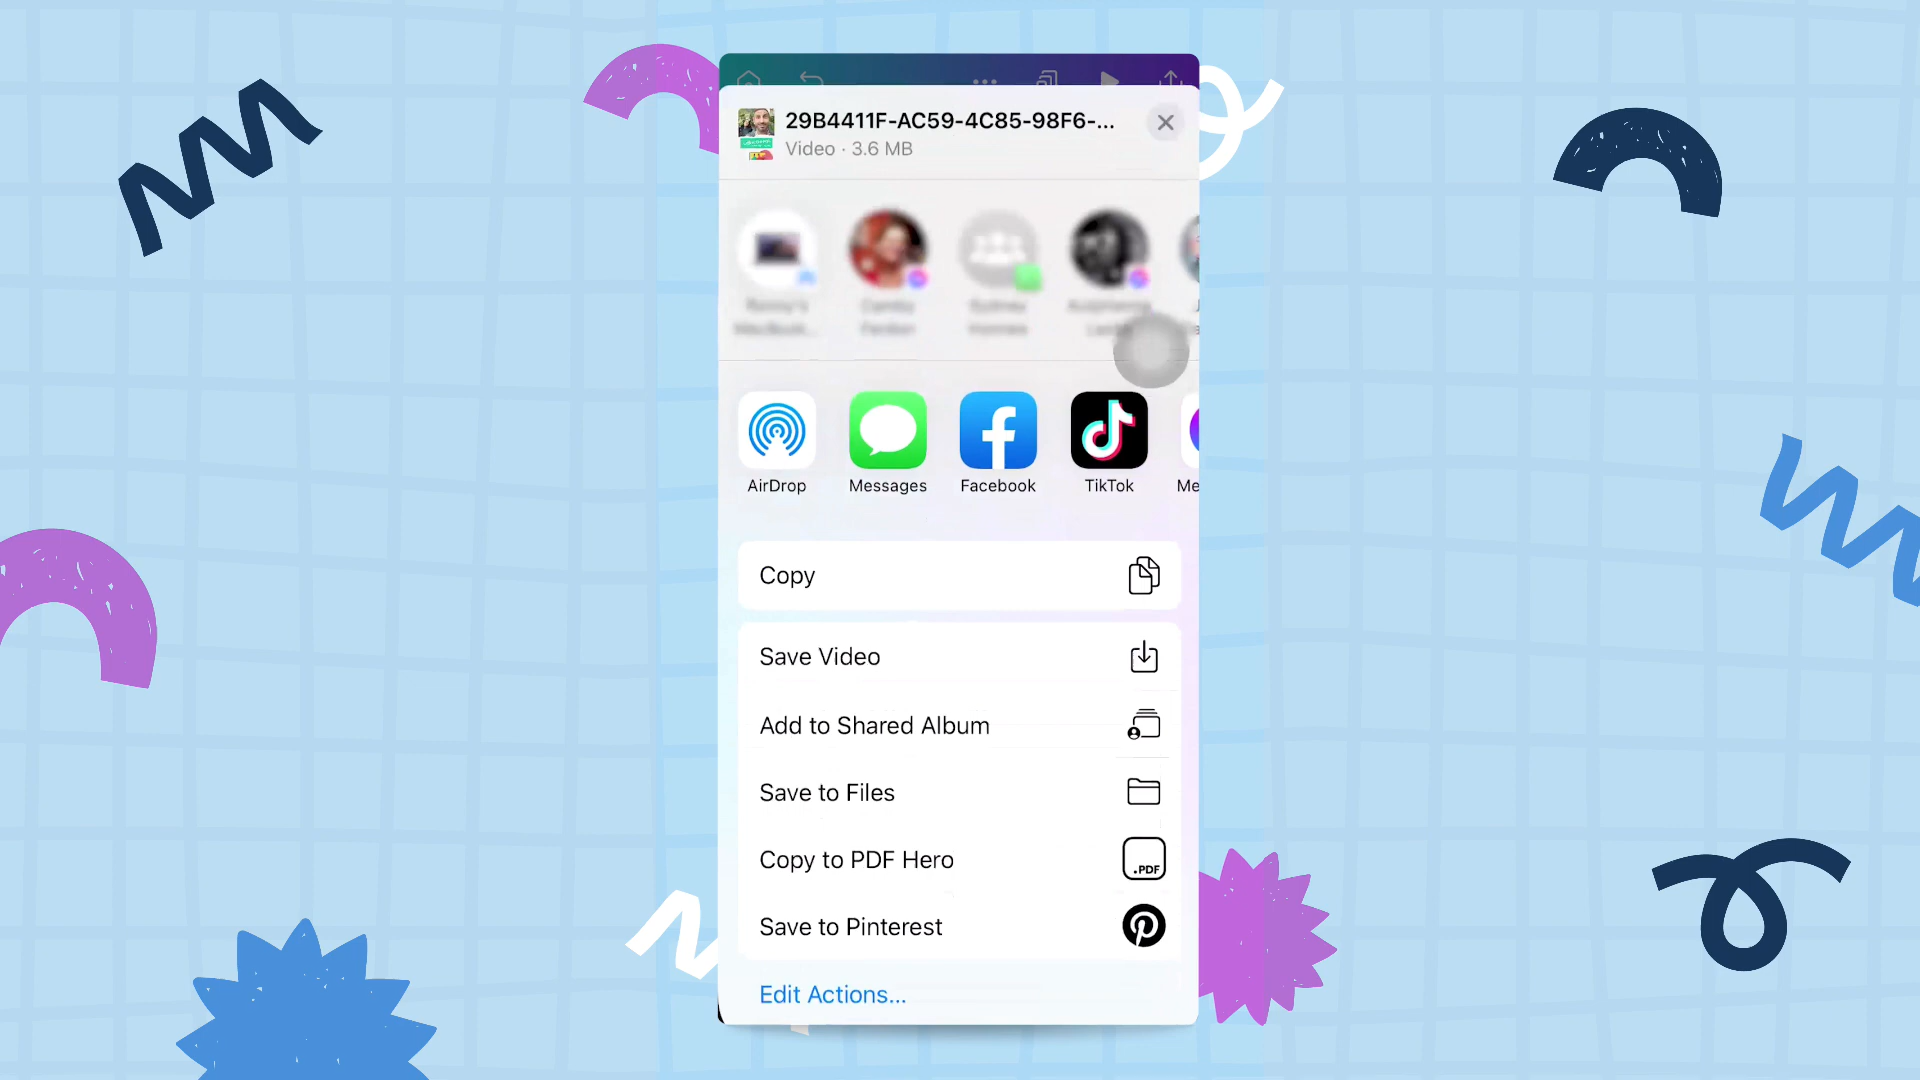 29B4411F-AC59-4C85-98F6-...
Video · 3.6 MB
AirDrop
Messages
Facebook
TikTok
Me
Copy
Save Video
Add to Shared Album
Save to Files
Copy to PDF Hero
.PDF
Save to Pinterest
Edit Actions...